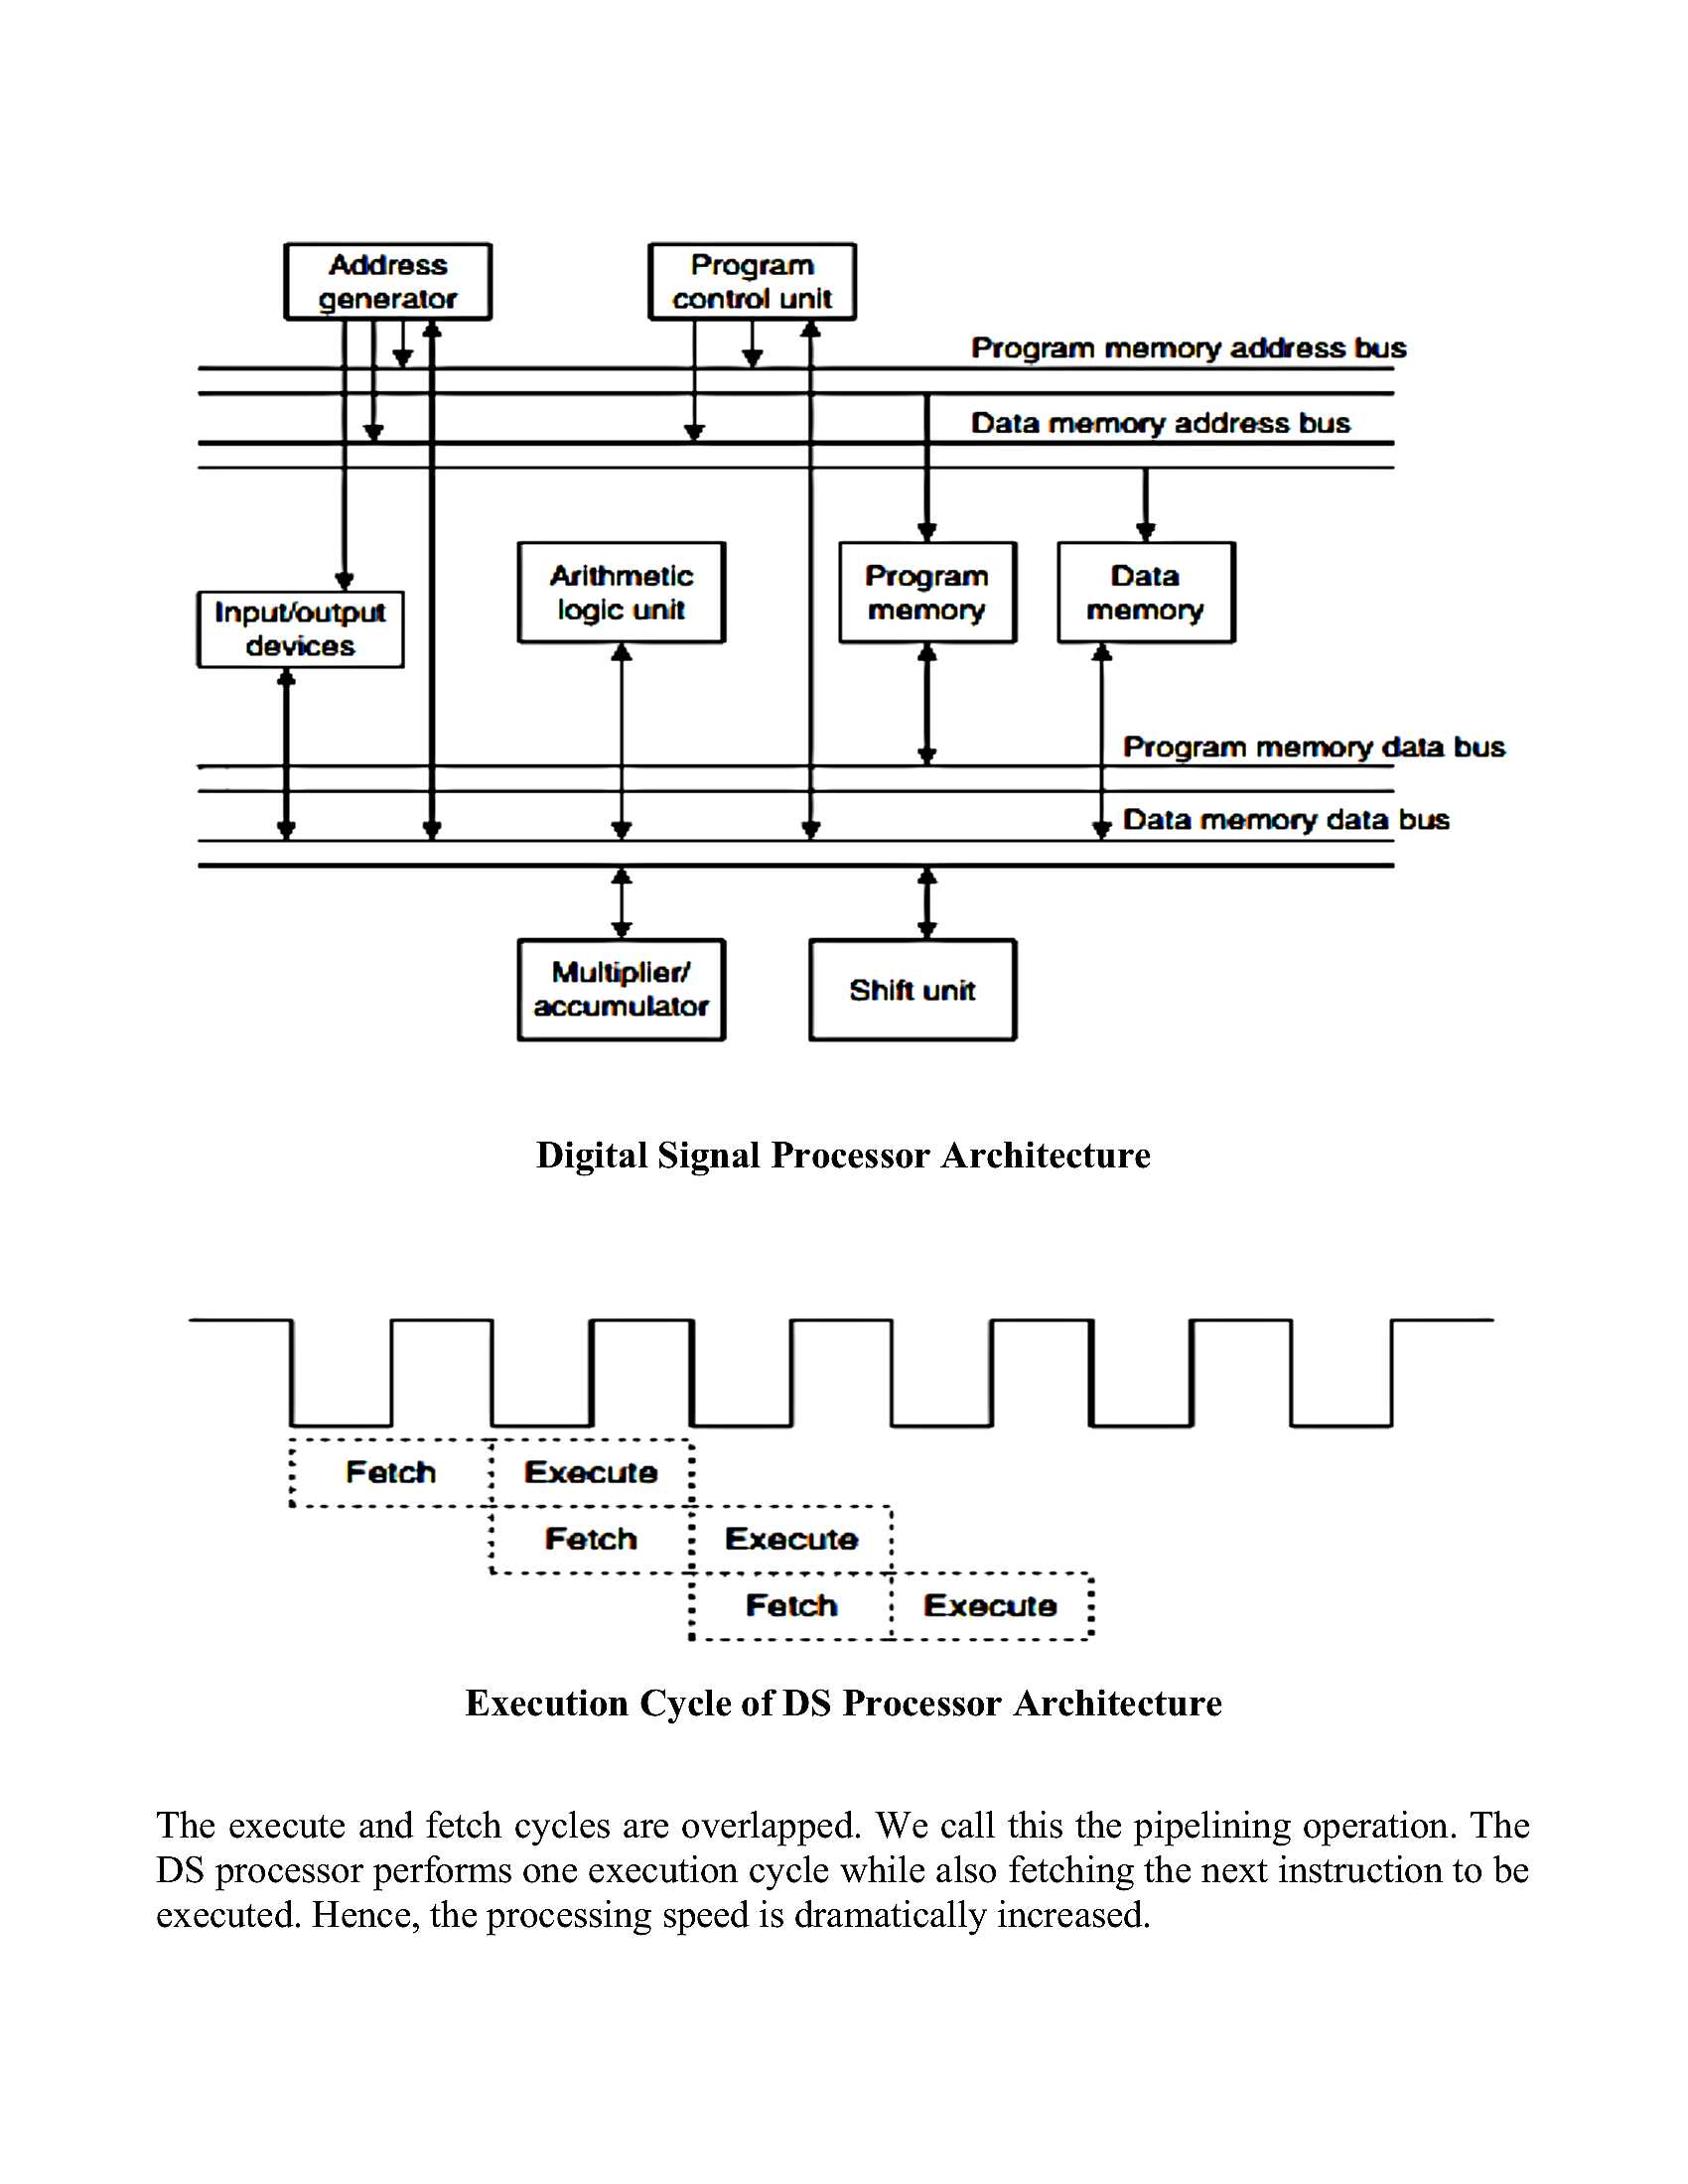 Address
generator
Program
control unit
Program memory address bus
Data memory address bus
Input/output
devices
Arithmetic
logic unit
Program
memory
Data
memory
Program memory data bus
Data memory data bus
Multiplier/
accumulator
Shift unit
Digital Signal Processor Architecture
Fetch Execute
Fetch Execute
Fetch Execute
Execution Cycle of DS Processor Architecture
The execute and fetch cycles are overlapped. We call this the pipelining operation. The
DS processor performs one execution cycle while also fetching the next instruction to be
executed. Hence, the processing speed is dramatically increased.